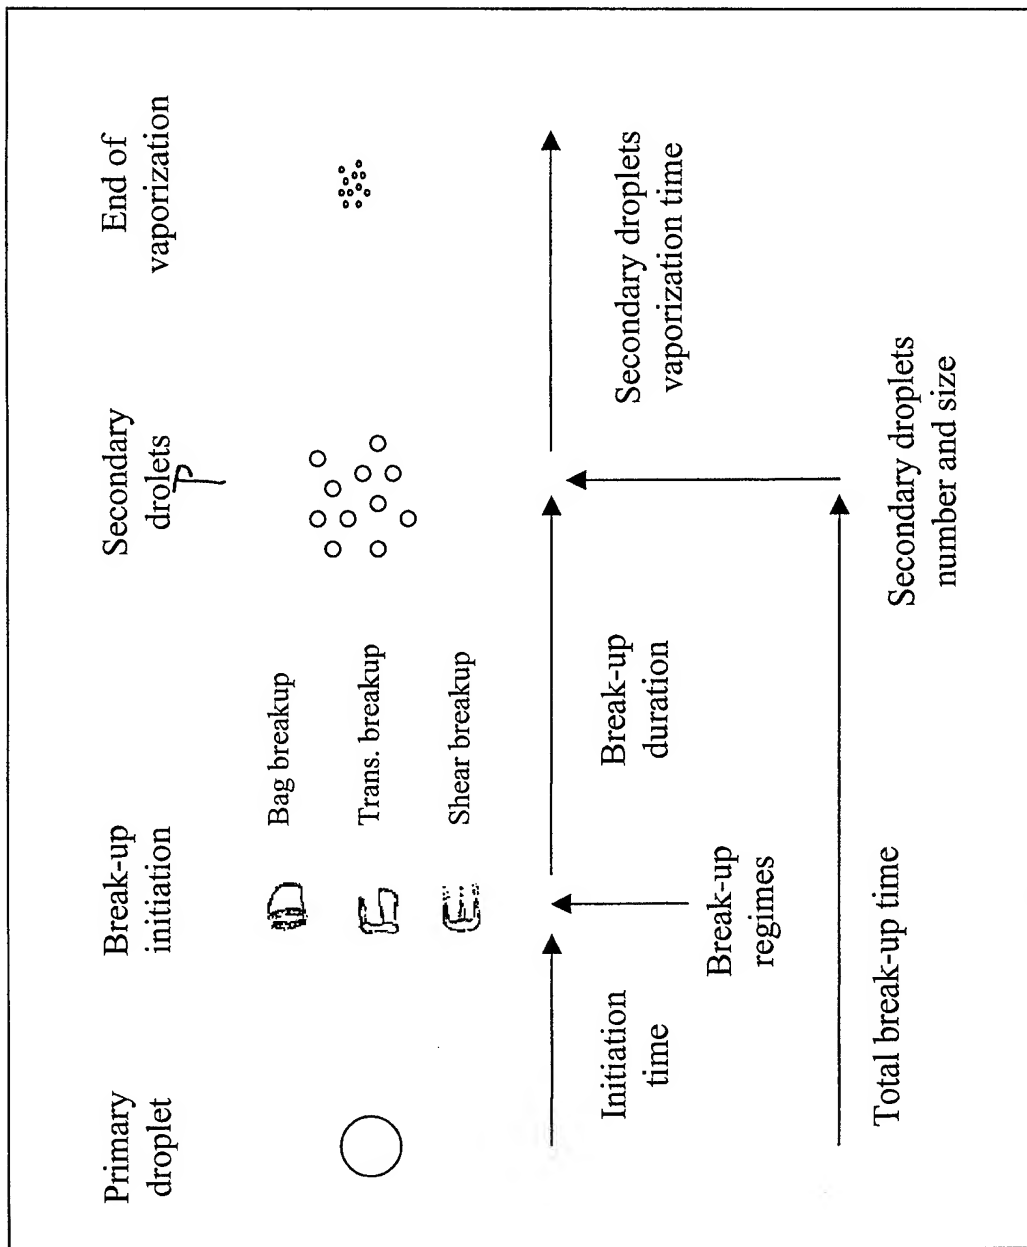 Primary
droplet
Break-up
initiation
Secondary
drolets
P
End of
vaporization
Bag breakup
Trans. breakup
Shear breakup
Initiation
time
Break-up
regimes
Break-up
duration
Secondary droplets
vaporization time
Total break-up time
Secondary droplets
number and size